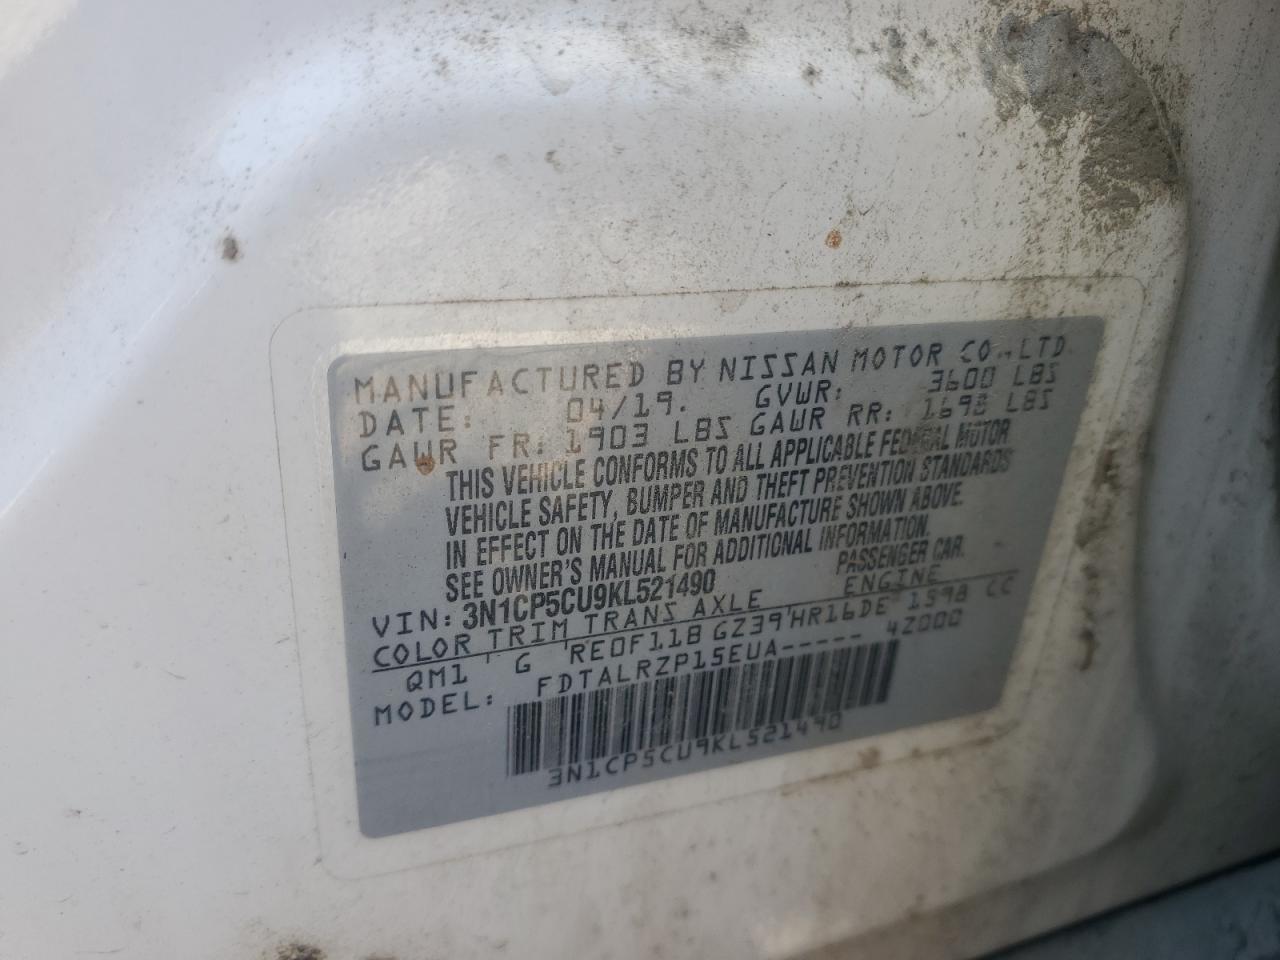 MANUFACTURED BY NISSAN MOTOR CO.,LTD.
DATE: 04/19. GVWR: 3600 LBS
GAWR FR: 1903 LBS GAWR RR: 1698 LBS
THIS VEHICLE CONFORMS TO ALL APPLICABLE FEDERAL MOTOR
VEHICLE SAFETY, BUMPER AND THEFT PREVENTION STANDARDS
IN EFFECT ON THE DATE OF MANUFACTURE SHOWN ABOVE.
SEE OWNER'S MANUAL FOR ADDITIONAL INFORMATION.
VIN: 3N1CP5CU9KL521490 PASSENGER CAR.
COLOR TRIM TRANS AXLE ENGINE
QM1 G RE0F11B GZ39 HR16DE 1598 CC
MODEL: FDTALRZP15EUA----- 4Z000
3N1CP5CU9KL521490